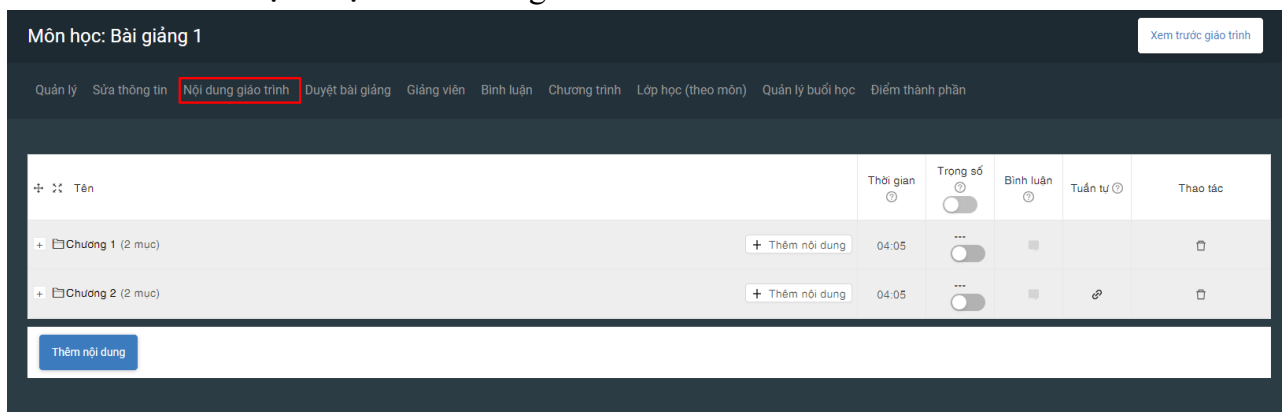 Môn học: Bài giảng 1
Xem trước giáo trình
Quản lý Sửa thông tin Nội dung giáo trình Duyệt bài giảng Giảng viên Bình luận Chương trình Lớp học (theo môn) Quản lý buổi học Điểm thành phần
Tên Thời gian Trọng số Bình luận Tuần tự Thao tác
+ Chương 1 (2 mục) + Thêm nội dung 04:05 ---
+ Chương 2 (2 mục) + Thêm nội dung 04:05 ---
Thêm nội dung